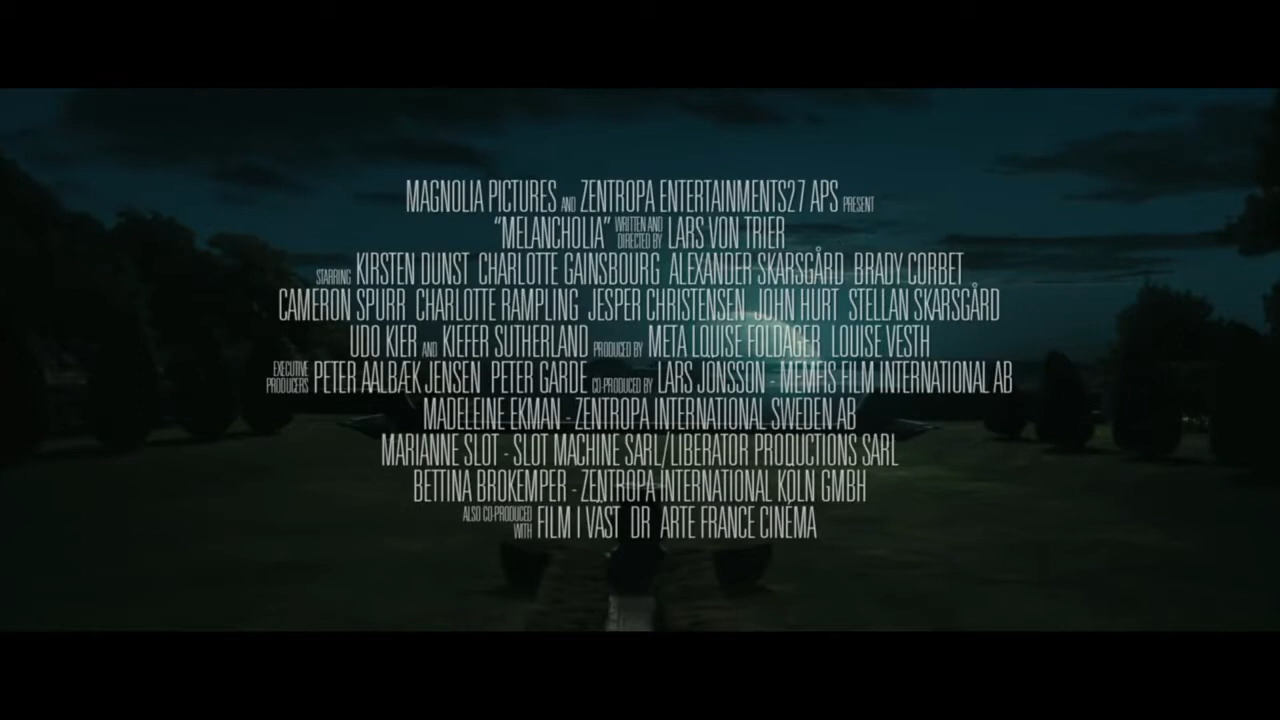 MAGNOLIA PICTURES AND ZENTROPA ENTERTAINMENTS27 APS PRESENT
"MELANCHOLIA" WRITTEN AND DIRECTED BY LARS VON TRIER
STARRING KIRSTEN DUNST CHARLOTTE GAINSBOURG ALEXANDER SKARSGÅRD BRADY CORBET
CAMERON SPURR CHARLOTTE RAMPLING JESPER CHRISTENSEN JOHN HURT STELLAN SKARSGÅRD
UDO KIER AND KIEFER SUTHERLAND PRODUCED BY META LOUISE FOLDAGER LOUISE VESTH
EXECUTIVE PRODUCERS PETER AALBÆK JENSEN PETER GARDE CO-PRODUCED BY LARS JONSSON - MEMFIS FILM INTERNATIONAL AB
MADELEINE EKMAN - ZENTROPA INTERNATIONAL SWEDEN AB
MARIANNE SLOT - SLOT MACHINE SARL/LIBERATOR PRODUCTIONS SARL
BETTINA BROKEMPER - ZENTROPA INTERNATIONAL KÖLN GMBH
ALSO CO-PRODUCED WITH FILM I VÄST DR ARTE FRANCE CINÉMA